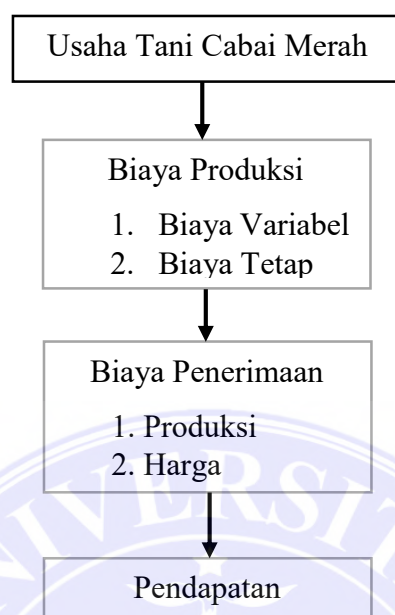 Usaha Tani Cabai Merah
Biaya Produksi
1. Biaya Variabel
2. Biaya Tetap
Biaya Penerimaan
1. Produksi
2. Harga
Pendapatan